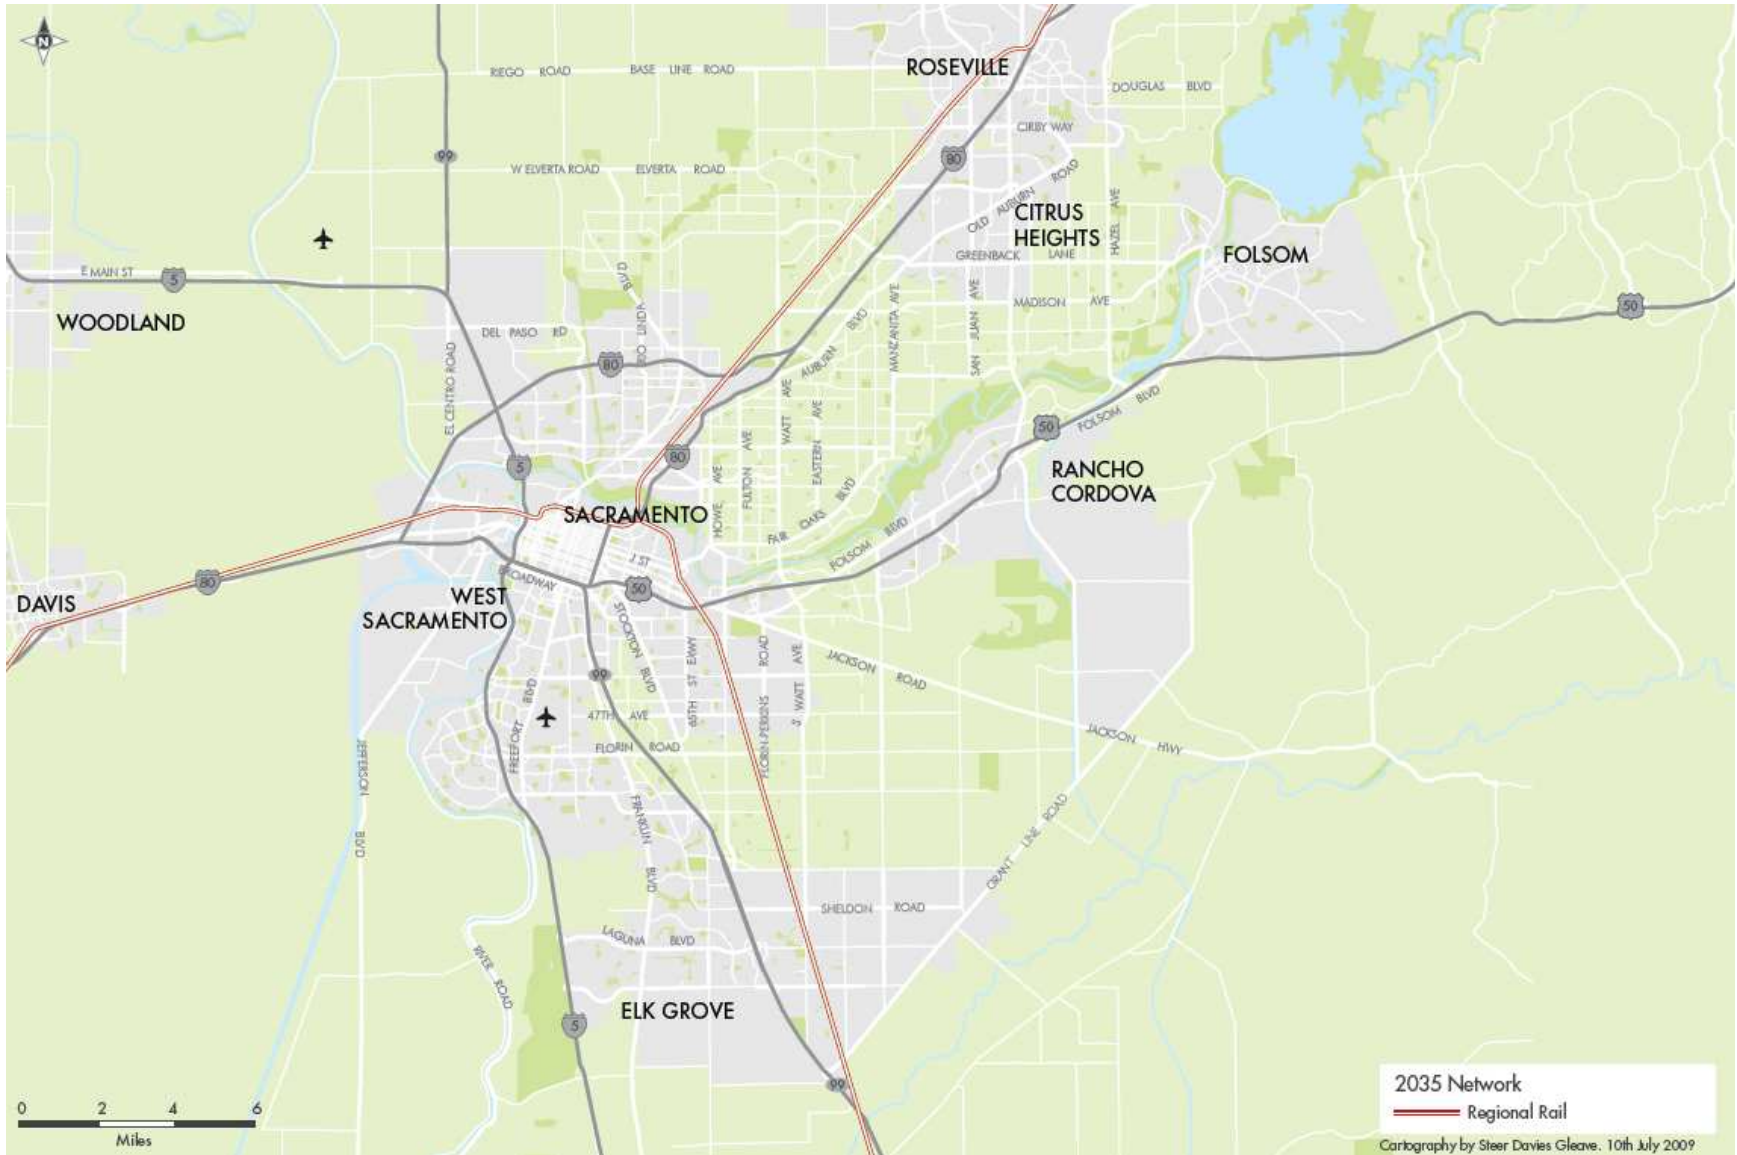 N
ROSEVILLE
RIEGO ROAD
BASE LINE ROAD
DOUGLAS BLVD
CIRBY WAY
99
80
W ELVERTA ROAD
ELVERTA ROAD
OLD AUBURN ROAD
CITRUS
HEIGHTS
HAZEL AVE
GREENBACK LANE
FOLSOM
E MAIN ST
5
WOODLAND
DEL PASO RD
RIO LINDA BLVD
MADISON AVE
MANZANITA AVE
SAN JUAN AVE
50
EL CENTRO ROAD
80
AUBURN BLVD
WATT AVE
EASTERN AVE
FULTON AVE
HOWE AVE
50
FOLSOM BLVD
5
80
RANCHO
CORDOVA
SACRAMENTO
FAIR OAKS BLVD
FOLSOM BLVD
J ST
BROADWAY
50
80
DAVIS
WEST
SACRAMENTO
STOCKTON BLVD
65TH ST EXWY
FLORIN-PERKINS ROAD
S WATT AVE
JACKSON ROAD
99
FREEPORT BLVD
47TH AVE
FLORIN ROAD
JACKSON HWY
JEFFERSON BLVD
FRANKLIN BLVD
GRANT LINE ROAD
SHELDON ROAD
LAGUNA BLVD
RIVER ROAD
ELK GROVE
5
99
0 2 4 6
Miles
2035 Network
Regional Rail
Cartography by Steer Davies Gleave. 10th July 2009